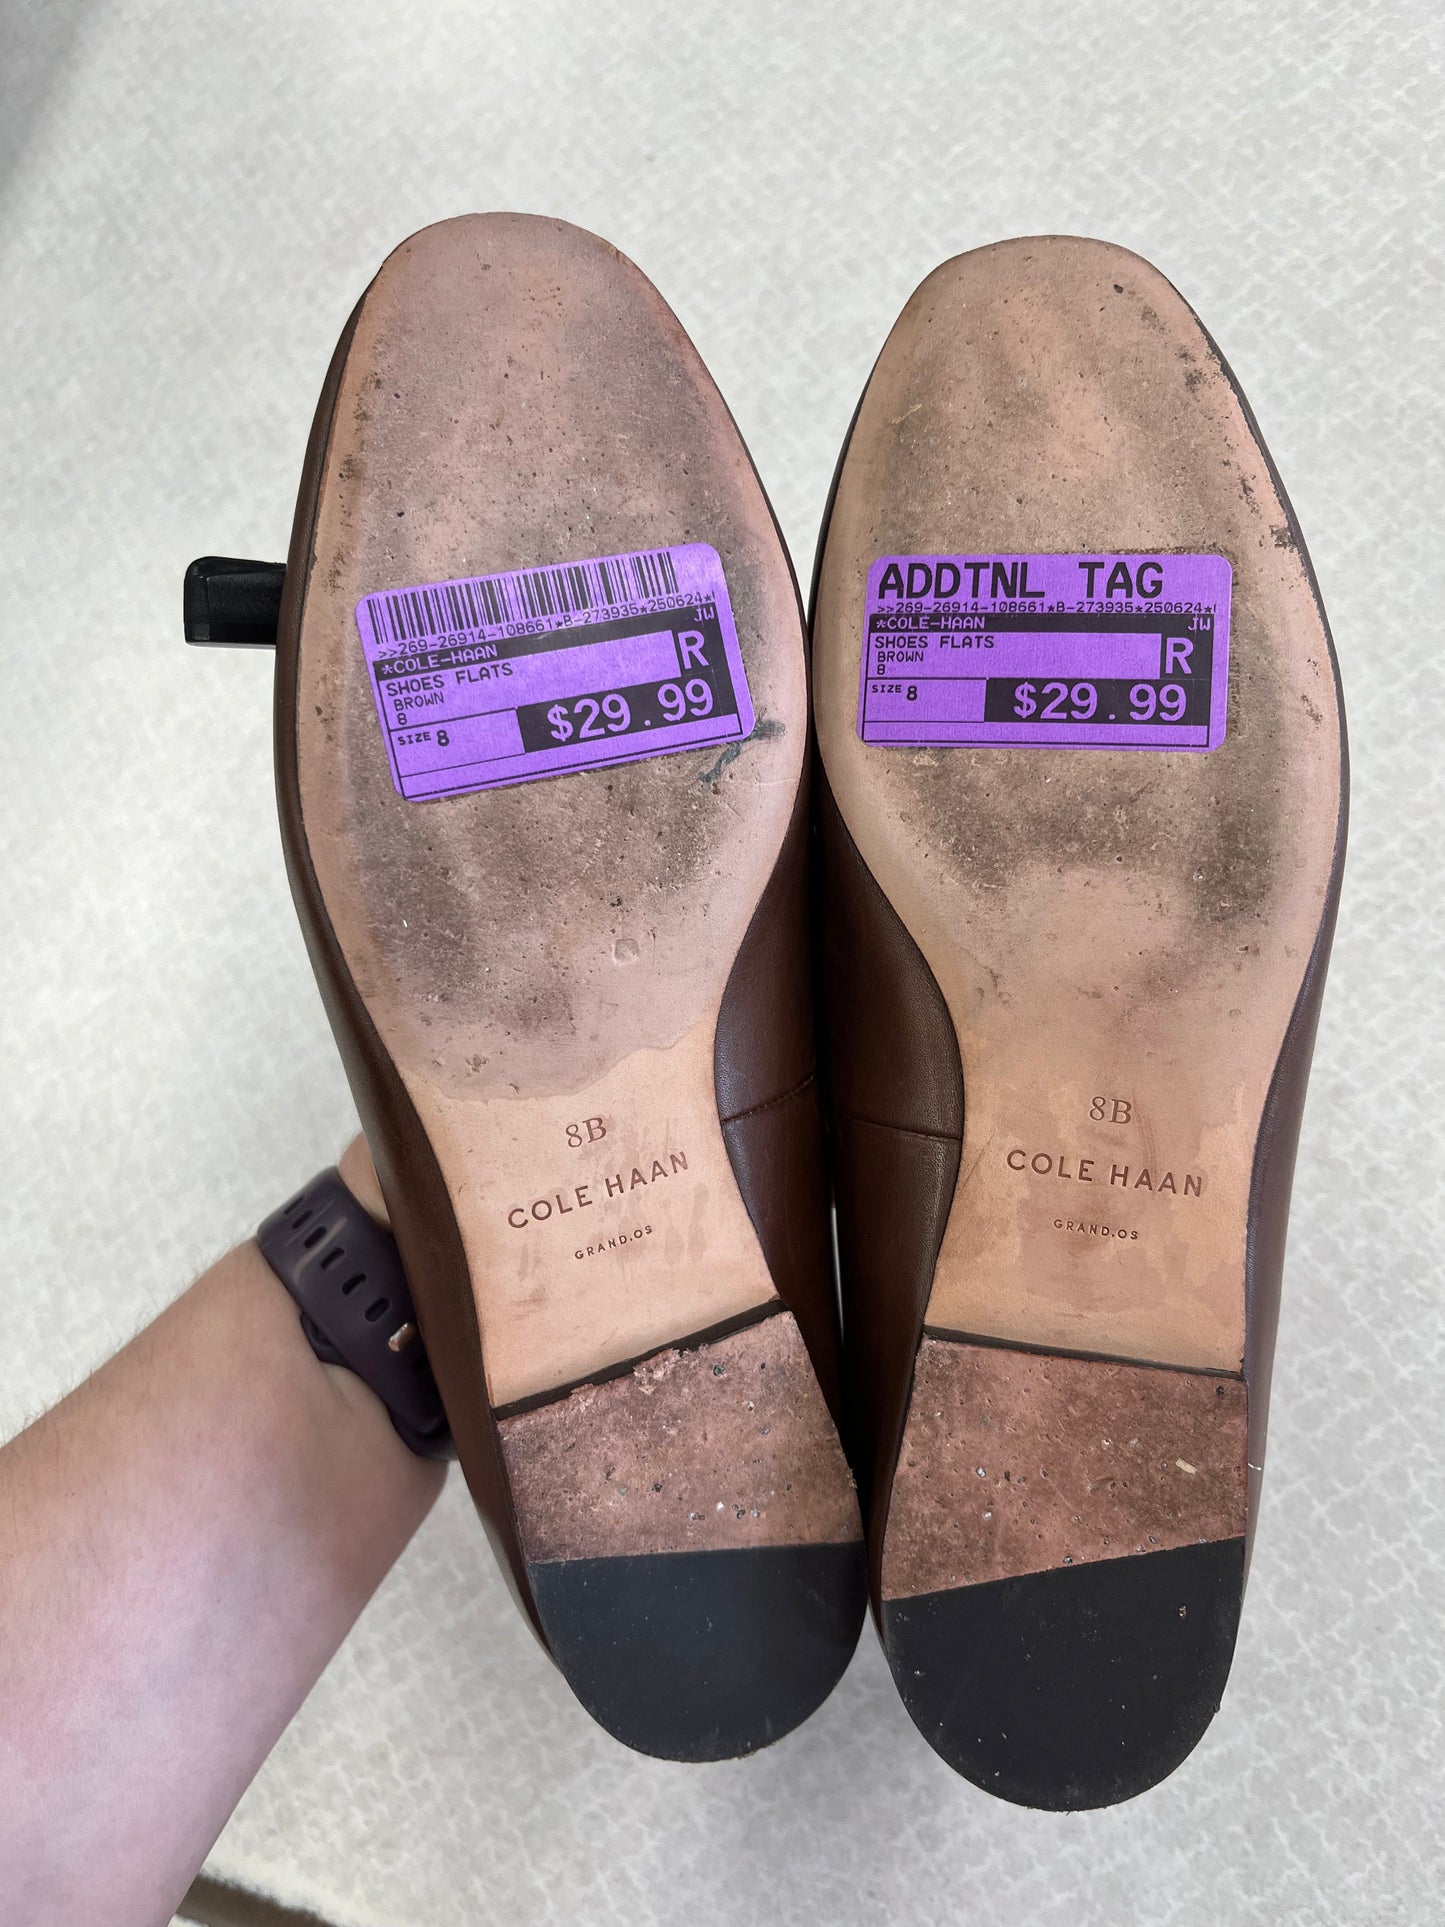 >>269-26914-108661*B-273935*250624*
JW
*COLE-HAAN
R
SHOES FLATS
BROWN
8
SIZE 8
$29.99
ADDTNL TAG
>>269-26914-108661*B-273935*250624*
*COLE-HAAN
JW
SHOES FLATS
R
BROWN
8
SIZE 8
$29.99
8B
COLE HAAN
GRAND.OS
8B
COLE HAAN
GRAND.OS